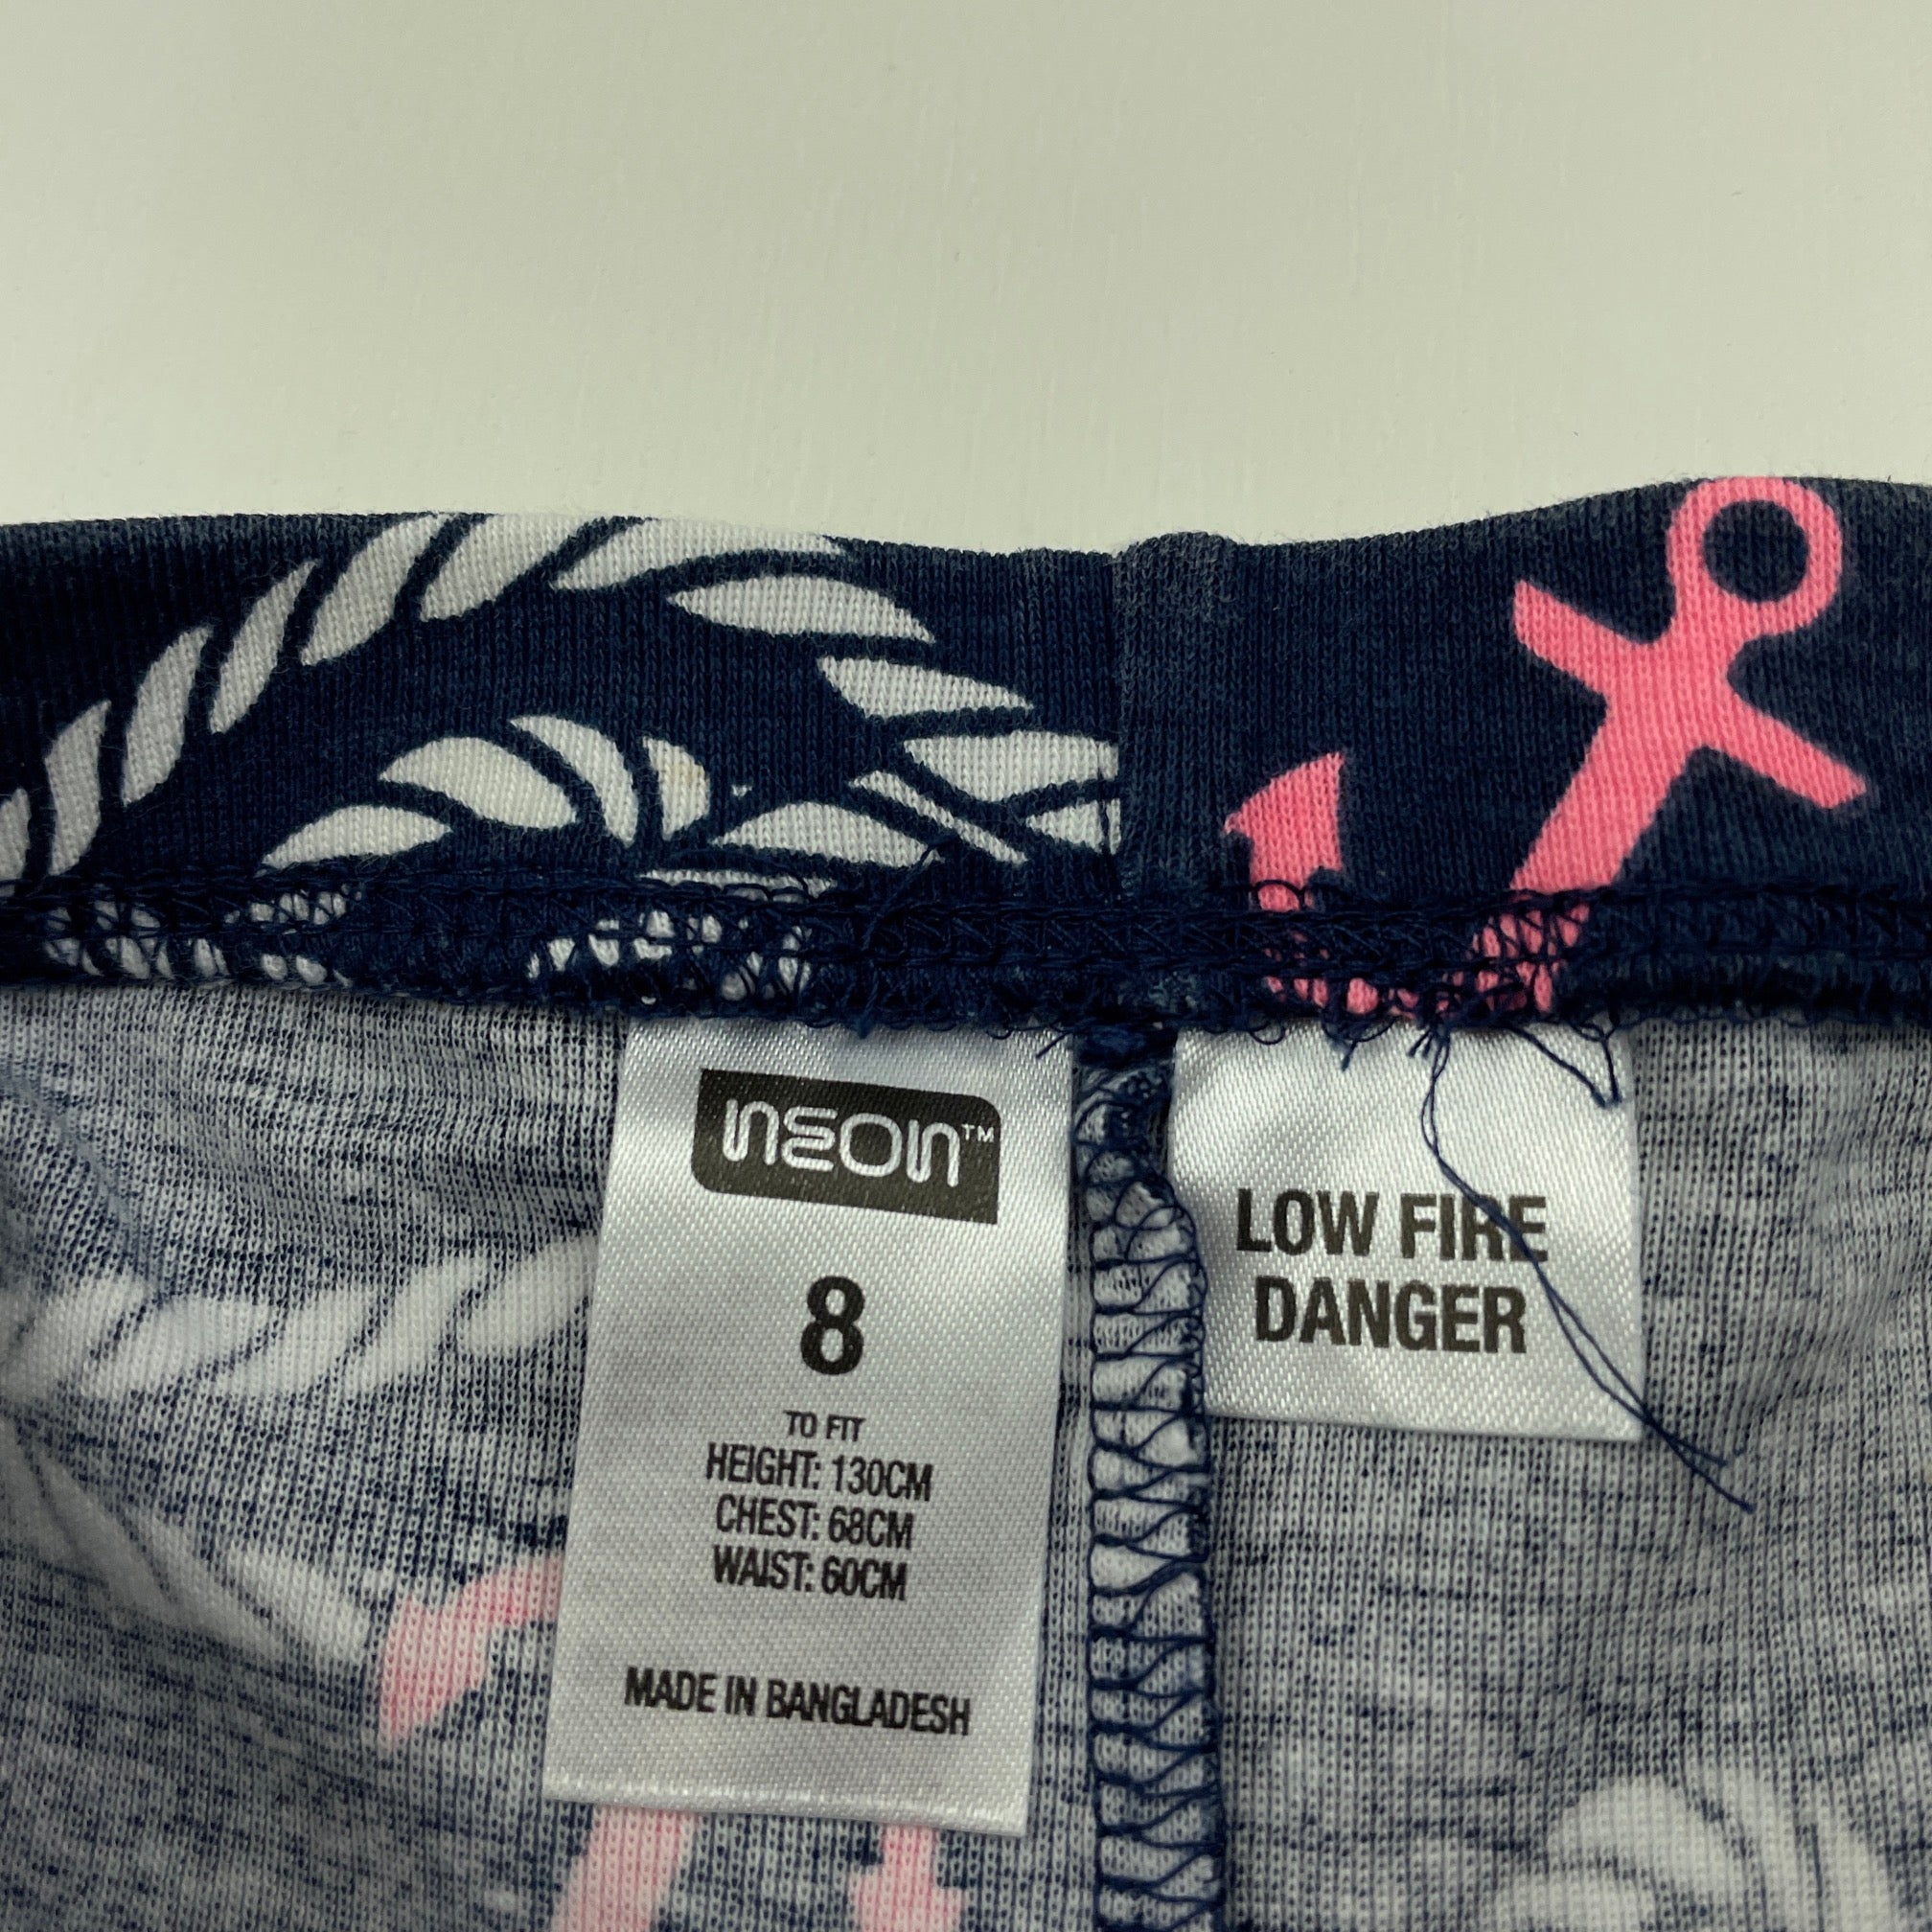 neon™
8
TO FIT
HEIGHT: 130CM
CHEST: 68CM
WAIST: 60CM
MADE IN BANGLADESH
LOW FIRE
DANGER